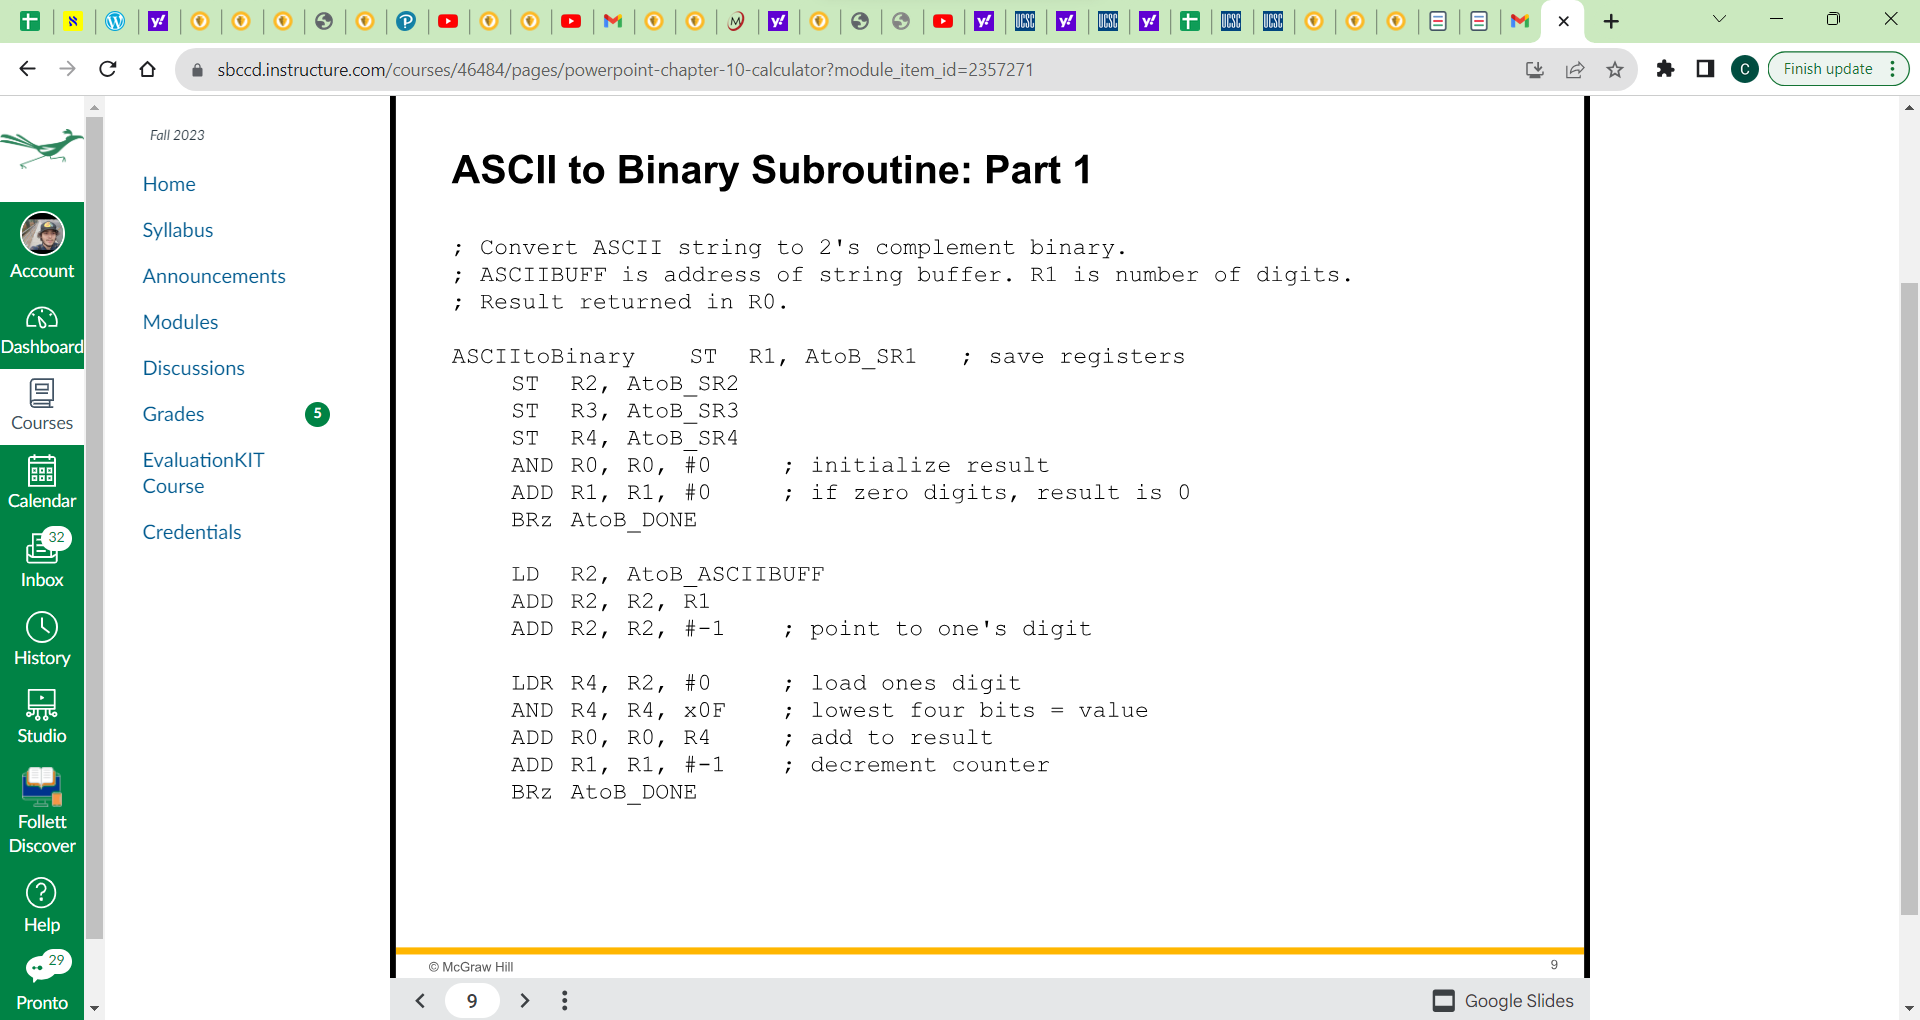 sbccd.instructure.com/courses/46484/pages/powerpoint-chapter-10-calculator?module_item_id=2357271
C
Finish update
Account
Dashboard
Courses
Calendar
32
Inbox
History
Studio
Follett
Discover
Help
29
Pronto
Fall 2023
Home
Syllabus
Announcements
Modules
Discussions
Grades 5
EvaluationKIT
Course
Credentials
ASCII to Binary Subroutine: Part 1
; Convert ASCII string to 2's complement binary.
; ASCIIBUFF is address of string buffer. R1 is number of digits.
; Result returned in R0.
ASCIItoBinary ST R1, AtoB_SR1 ; save registers
ST R2, AtoB_SR2
ST R3, AtoB_SR3
ST R4, AtoB_SR4
AND R0, R0, #0 ; initialize result
ADD R1, R1, #0 ; if zero digits, result is 0
BRz AtoB_DONE
LD R2, AtoB_ASCIIBUFF
ADD R2, R2, R1
ADD R2, R2, #-1 ; point to one's digit
LDR R4, R2, #0 ; load ones digit
AND R4, R4, x0F ; lowest four bits = value
ADD R0, R0, R4 ; add to result
ADD R1, R1, #-1 ; decrement counter
BRz AtoB_DONE
© McGraw Hill
9
9
Google Slides